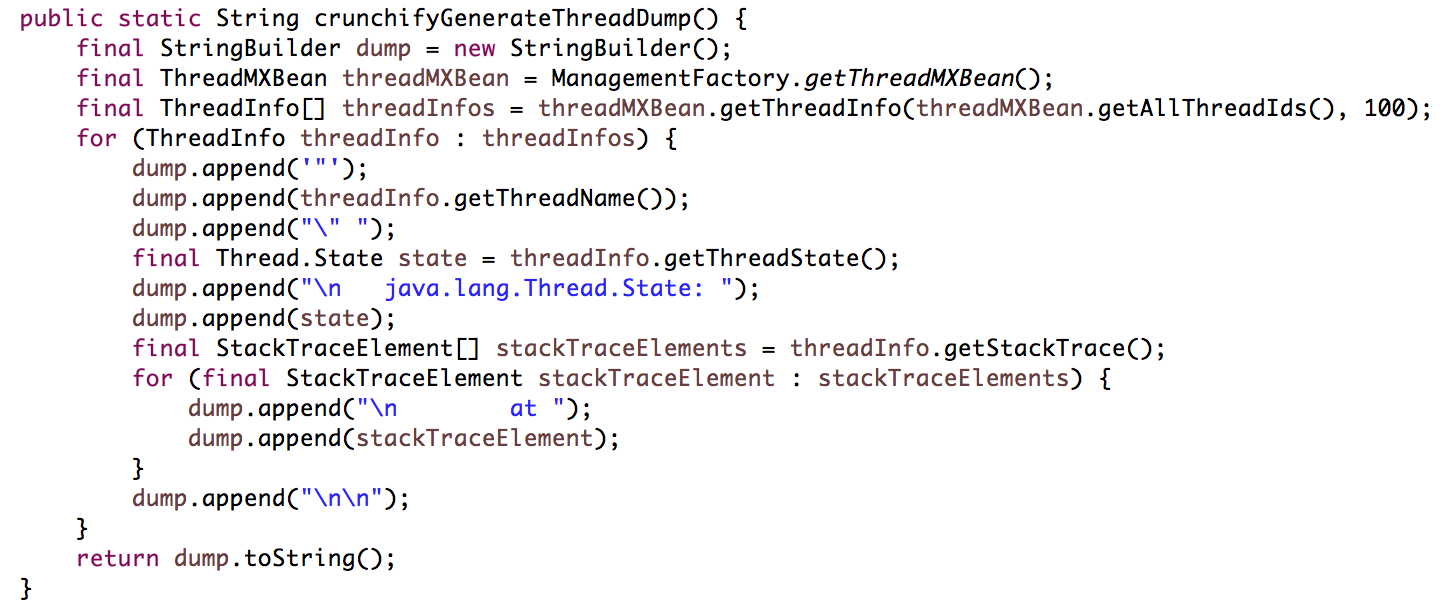 public static String crunchifyGenerateThreadDump() {
    final StringBuilder dump = new StringBuilder();
    final ThreadMXBean threadMXBean = ManagementFactory.getThreadMXBean();
    final ThreadInfo[] threadInfos = threadMXBean.getThreadInfo(threadMXBean.getAllThreadIds(), 100);
    for (ThreadInfo threadInfo : threadInfos) {
        dump.append('"');
        dump.append(threadInfo.getThreadName());
        dump.append("\" ");
        final Thread.State state = threadInfo.getThreadState();
        dump.append("\n   java.lang.Thread.State: ");
        dump.append(state);
        final StackTraceElement[] stackTraceElements = threadInfo.getStackTrace();
        for (final StackTraceElement stackTraceElement : stackTraceElements) {
            dump.append("\n        at ");
            dump.append(stackTraceElement);
        }
        dump.append("\n\n");
    }
    return dump.toString();
}